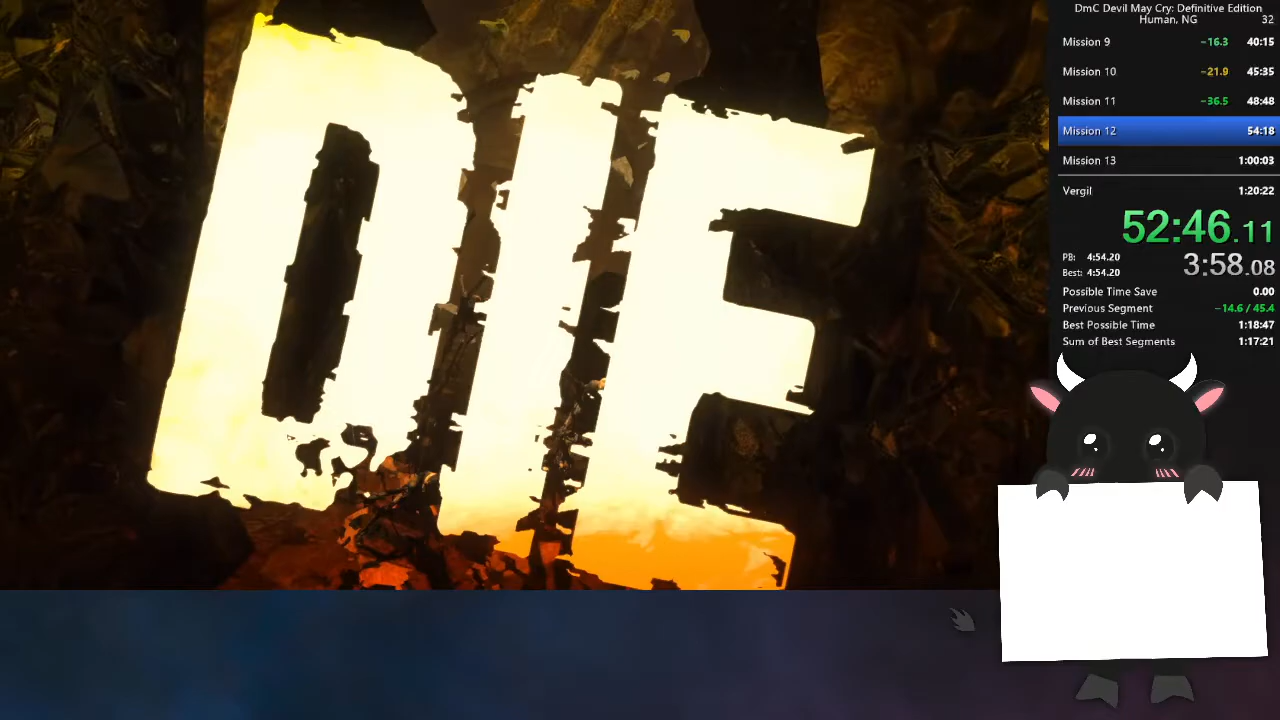 DIE
DmC Devil May Cry: Definitive Edition
Human, NG 32
Mission 9 −16.3 40:15
Mission 10 −21.9 45:35
Mission 11 −36.5 48:48
Mission 12 54:18
Mission 13 1:00:03
Vergil 1:20:22
52:46.11
PB: 4:54.20
Best: 4:54.20
3:58.08
Possible Time Save 0.00
Previous Segment −14.6 / 45.4
Best Possible Time 1:18:47
Sum of Best Segments 1:17:21